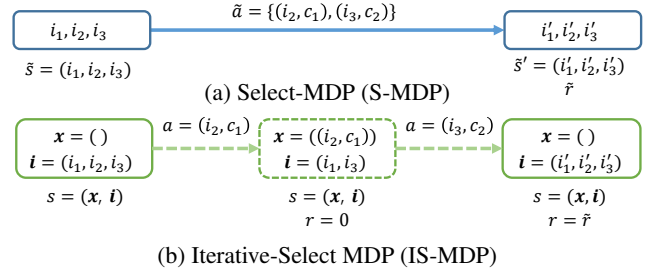 ã = {(i₂, c₁), (i₃, c₂)}
i₁, i₂, i₃ i′₁, i′₂, i′₃
s̃ = (i₁, i₂, i₃) s̃′ = (i′₁, i′₂, i′₃)
r̃
(a) Select-MDP (S-MDP)
x = ( ) a = (i₂, c₁) x = ((i₂, c₁)) a = (i₃, c₂) x = ( )
i = (i₁, i₂, i₃) i = (i₁, i₃) i = (i′₁, i′₂, i′₃)
s = (x, i) s = (x, i) s = (x, i)
r = 0 r = r̃
(b) Iterative-Select MDP (IS-MDP)